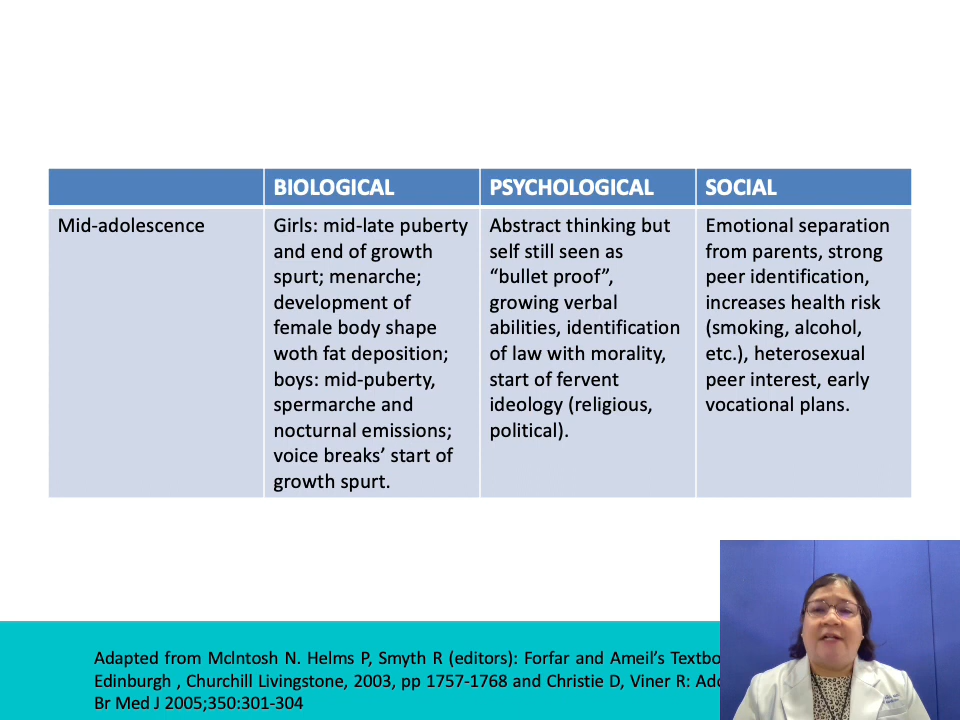 BIOLOGICAL
PSYCHOLOGICAL
SOCIAL
Mid-adolescence
Girls: mid-late puberty
and end of growth
spurt; menarche;
development of
female body shape
woth fat deposition;
boys: mid-puberty,
spermarche and
nocturnal emissions;
voice breaks’ start of
growth spurt.
Abstract thinking but
self still seen as
“bullet proof”,
growing verbal
abilities, identification
of law with morality,
start of fervent
ideology (religious,
political).
Emotional separation
from parents, strong
peer identification,
increases health risk
(smoking, alcohol,
etc.), heterosexual
peer interest, early
vocational plans.
Adapted from McIntosh N. Helms P, Smyth R (editors): Forfar and Ameil’s
Edinburgh , Churchill Livingstone, 2003, pp 1757-1768 and Christie D, Viner R:
Br Med J 2005;350:301-304